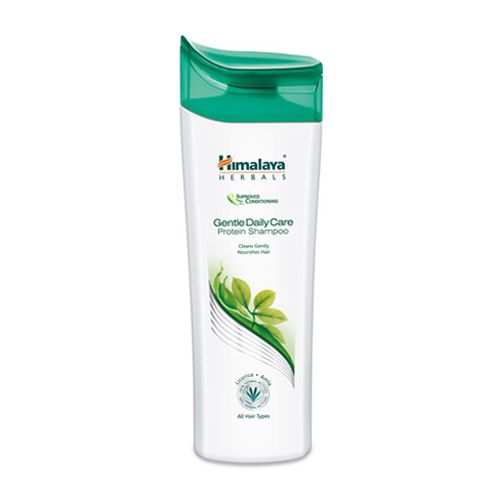 Himalaya
HERBALS
IMPROVED
CONDITIONING
Gentle Daily Care
Protein Shampoo
Cleans Gently
Nourishes Hair
Licorice • Amla
All Hair Types